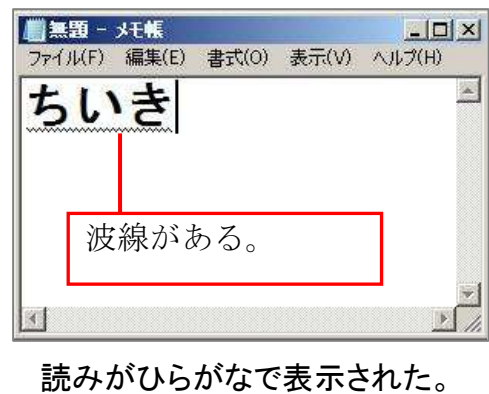 無題 - メモ帳
ファイル(F) 編集(E) 書式(O) 表示(V) ヘルプ(H)
ちいき
波線がある。
読みがひらがなで表示された。